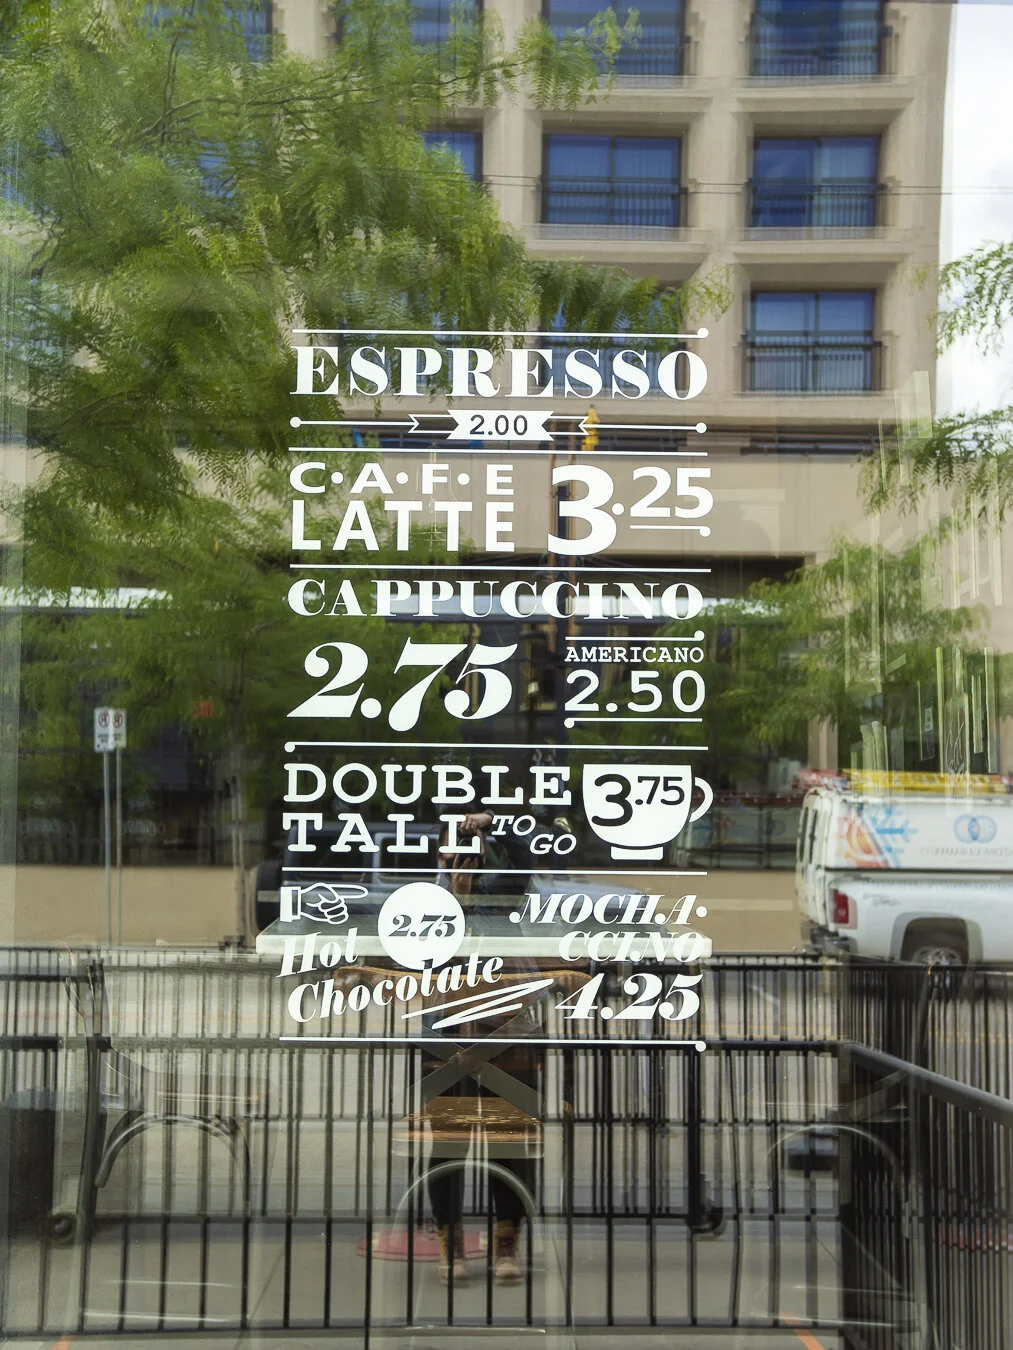 ESPRESSO
2.00
C·A·F·E
LATTE 3.25
CAPPUCCINO
2.75
AMERICANO
2.50
DOUBLE
TALL TO GO
3.75
Hot
Chocolate
2.75
·MOCHA·
CCINO
4.25